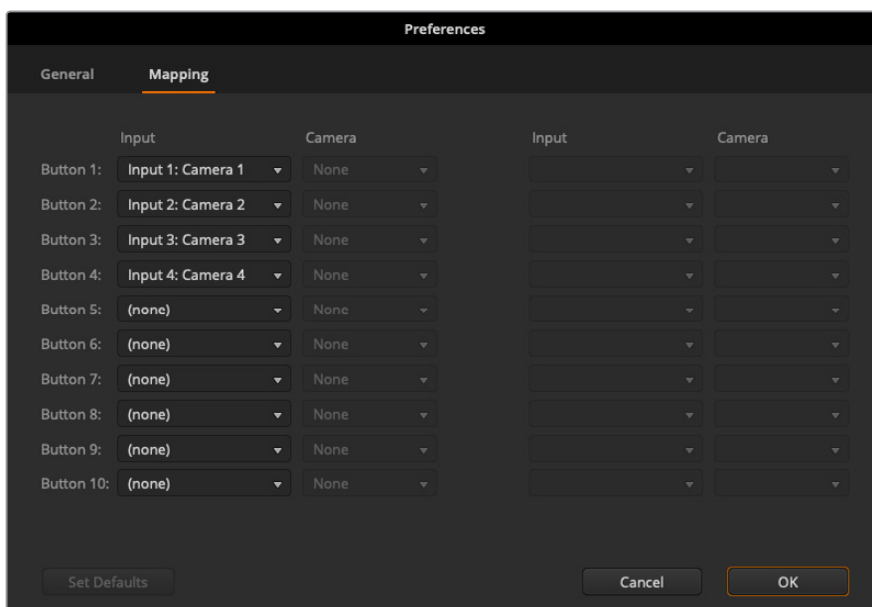 Preferences
General Mapping
Input Camera Input Camera
Button 1: Input 1: Camera 1 None
Button 2: Input 2: Camera 2 None
Button 3: Input 3: Camera 3 None
Button 4: Input 4: Camera 4 None
Button 5: (none) None
Button 6: (none) None
Button 7: (none) None
Button 8: (none) None
Button 9: (none) None
Button 10: (none) None
Set Defaults Cancel OK